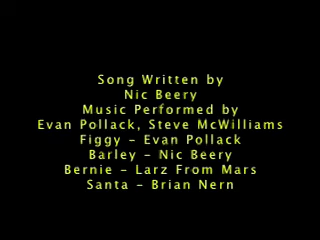 Song Written by
Nic Beery
Music Performed by
Evan Pollack, Steve McWilliams
Figgy - Evan Pollack
Barley - Nic Beery
Bernie - Larz From Mars
Santa - Brian Nern